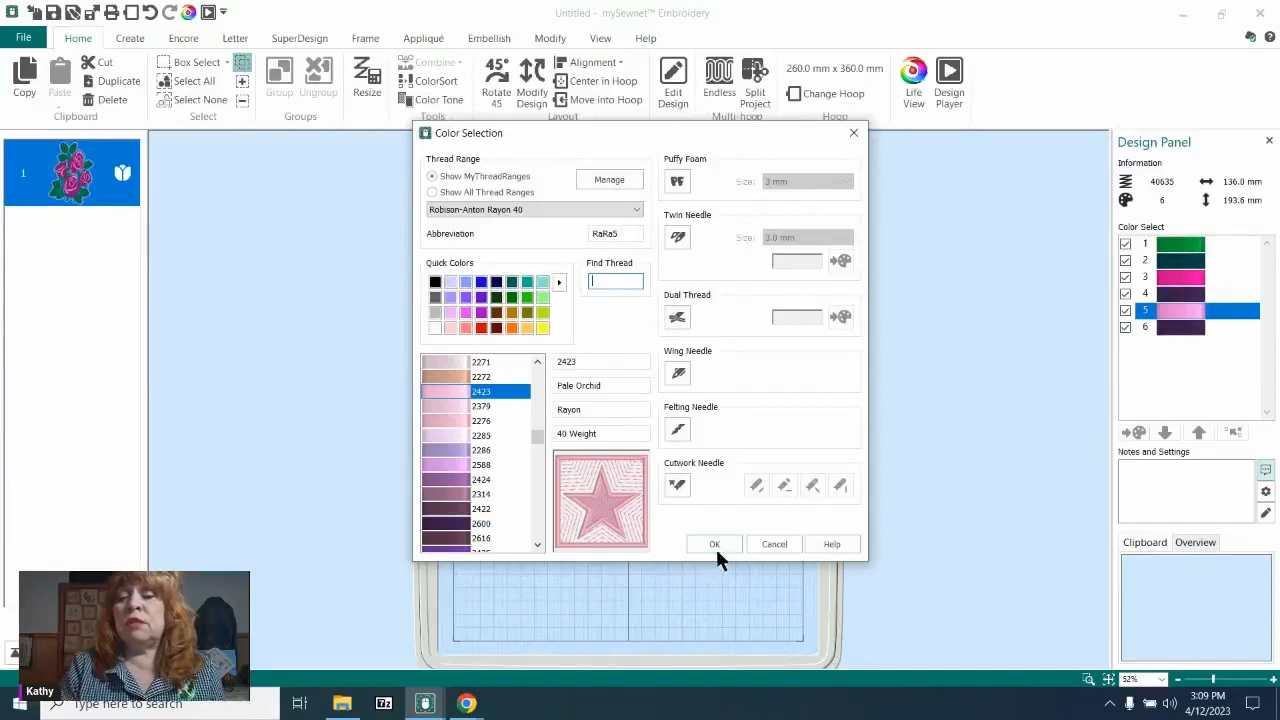 Untitled - mySewnet™ Embroidery
File Home Create Encore Letter SuperDesign Frame Appliqué Embellish Modify View Help
Copy
Paste
Cut
Duplicate
Delete
Clipboard
Box Select
Select All
Select None
Select
Group
Ungroup
Groups
Resize
Combine
ColorSort
Color Tone
Tools
Rotate
45
45°
Modify
Design
Alignment
Center in Hoop
Move into Hoop
Layout
Edit
Design
Endless
Split
Project
Multi-hoop
260.0 mm x 360.0 mm
Change Hoop
Hoop
Life
View
Design
Player
1
Color Selection
Thread Range
Show MyThreadRanges
Manage
Show All Thread Ranges
Robison-Anton Rayon 40
Abbreviation
RaRa5
Quick Colors
Find Thread
2271
2272
2423
2379
2276
2285
2286
2588
2424
2314
2422
2600
2616
2423
Pale Orchid
Rayon
40 Weight
Puffy Foam
Size: 3 mm
Twin Needle
Size: 3.0 mm
Dual Thread
Wing Needle
Felting Needle
Cutwork Needle
OK Cancel Help
Design Panel
Information
40635 136.0 mm
6 193.6 mm
Color Select
1
2
3
4
5
6
Notes and Settings
Clipboard Overview
52%
Kathy
Type here to search
7z
3:09 PM
4/12/2023